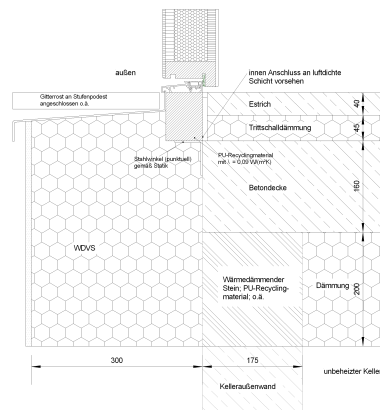 außen
innen Anschluss an luftdichte
Schicht vorsehen
Gitterrost an Stufenpodest
angeschlossen o.ä.
Estrich
40
Trittschalldämmung
45
Stahlwinkel (punktuell)
gemäß Statik
PU-Recyclingmaterial
mit λ = 0.09 W/(m²K)
Betondecke
160
WDVS
Wärmedämmender
Stein; PU-Recycling-
material; o.ä.
Dämmung
200
300
175
unbeheizter Keller
Kelleraußenwand